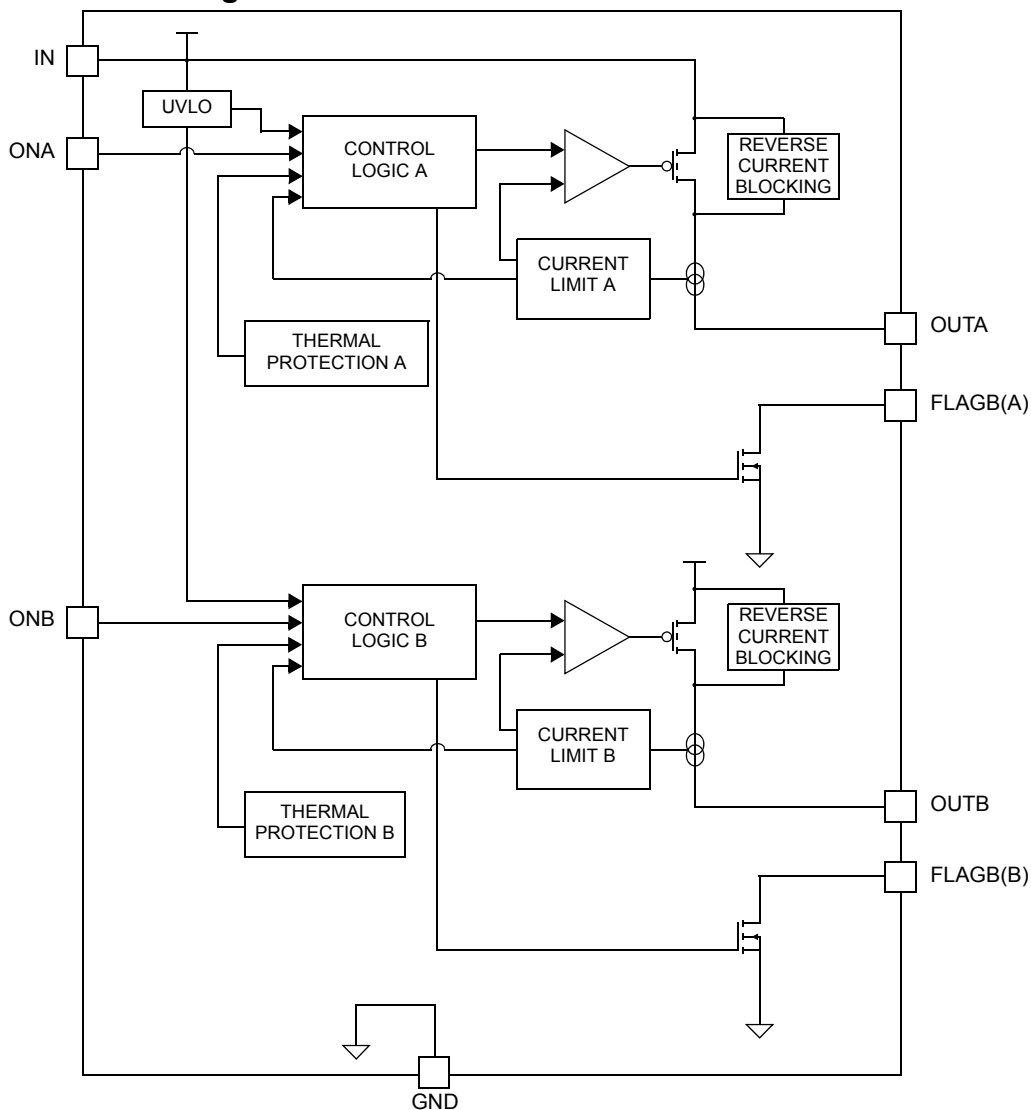 IN
UVLO
ONA
CONTROL
LOGIC A
REVERSE
CURRENT
BLOCKING
CURRENT
LIMIT A
THERMAL
PROTECTION A
OUTA
FLAGB(A)
ONB
CONTROL
LOGIC B
REVERSE
CURRENT
BLOCKING
CURRENT
LIMIT B
THERMAL
PROTECTION B
OUTB
FLAGB(B)
GND